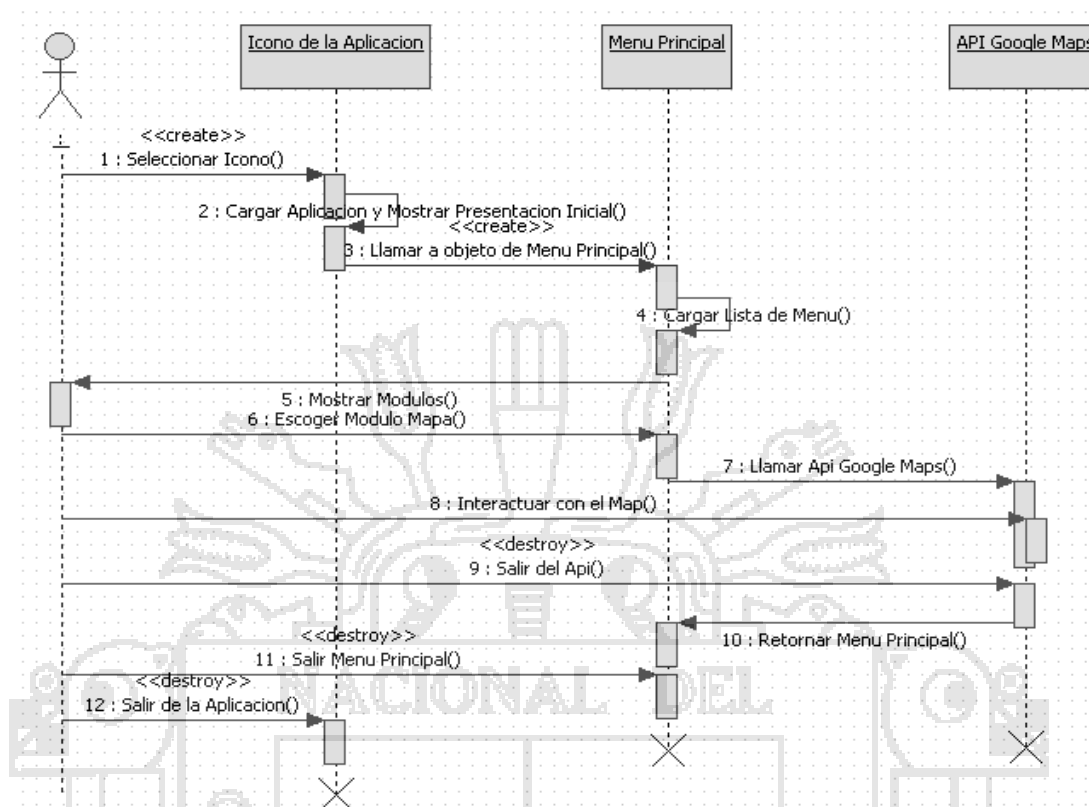 Icono de la Aplicacion
Menu Principal
API Google Maps
<<create>>
1 : Seleccionar Icono()
2 : Cargar Aplicacion y Mostrar Presentacion Inicial()
<<create>>
3 : Llamar a objeto de Menu Principal()
4 : Cargar Lista de Menu()
5 : Mostrar Modulos()
6 : Escoger Modulo Mapa()
7 : Llamar Api Google Maps()
8 : Interactuar con el Map()
<<destroy>>
9 : Salir del Api()
10 : Retornar Menu Principal()
<<destroy>>
11 : Salir Menu Principal()
<<destroy>>
12 : Salir de la Aplicacion()
NACIONAL DEL